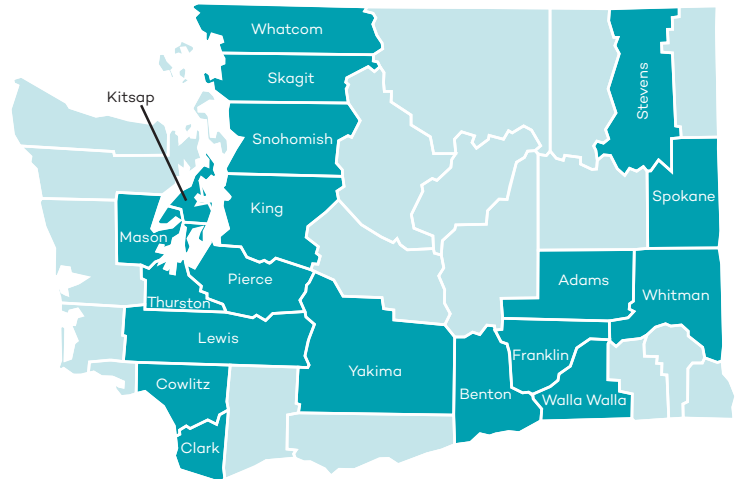 Whatcom
Skagit
Stevens
Kitsap
Snohomish
Spokane
King
Mason
Pierce
Adams
Whitman
Thurston
Lewis
Franklin
Yakima
Cowlitz
Benton
Walla Walla
Clark